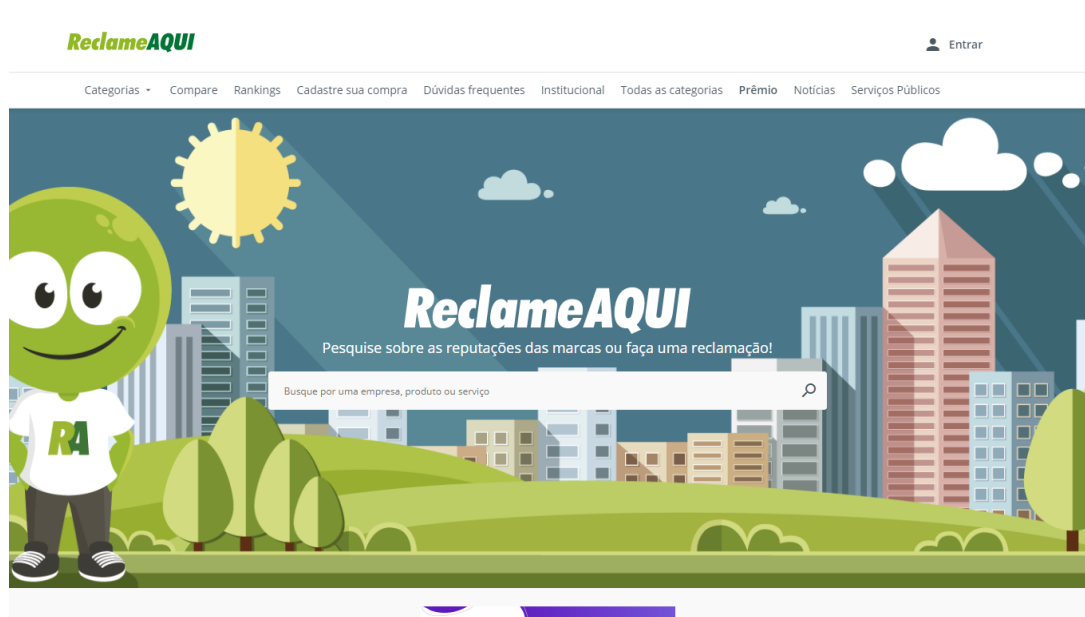 ReclameAQUI
Entrar
Categorias Compare Rankings Cadastre sua compra Dúvidas frequentes Institucional Todas as categorias Prêmio Notícias Serviços Públicos
ReclameAQUI
Pesquise sobre as reputações das marcas ou faça uma reclamação!
Busque por uma empresa, produto ou serviço
RA